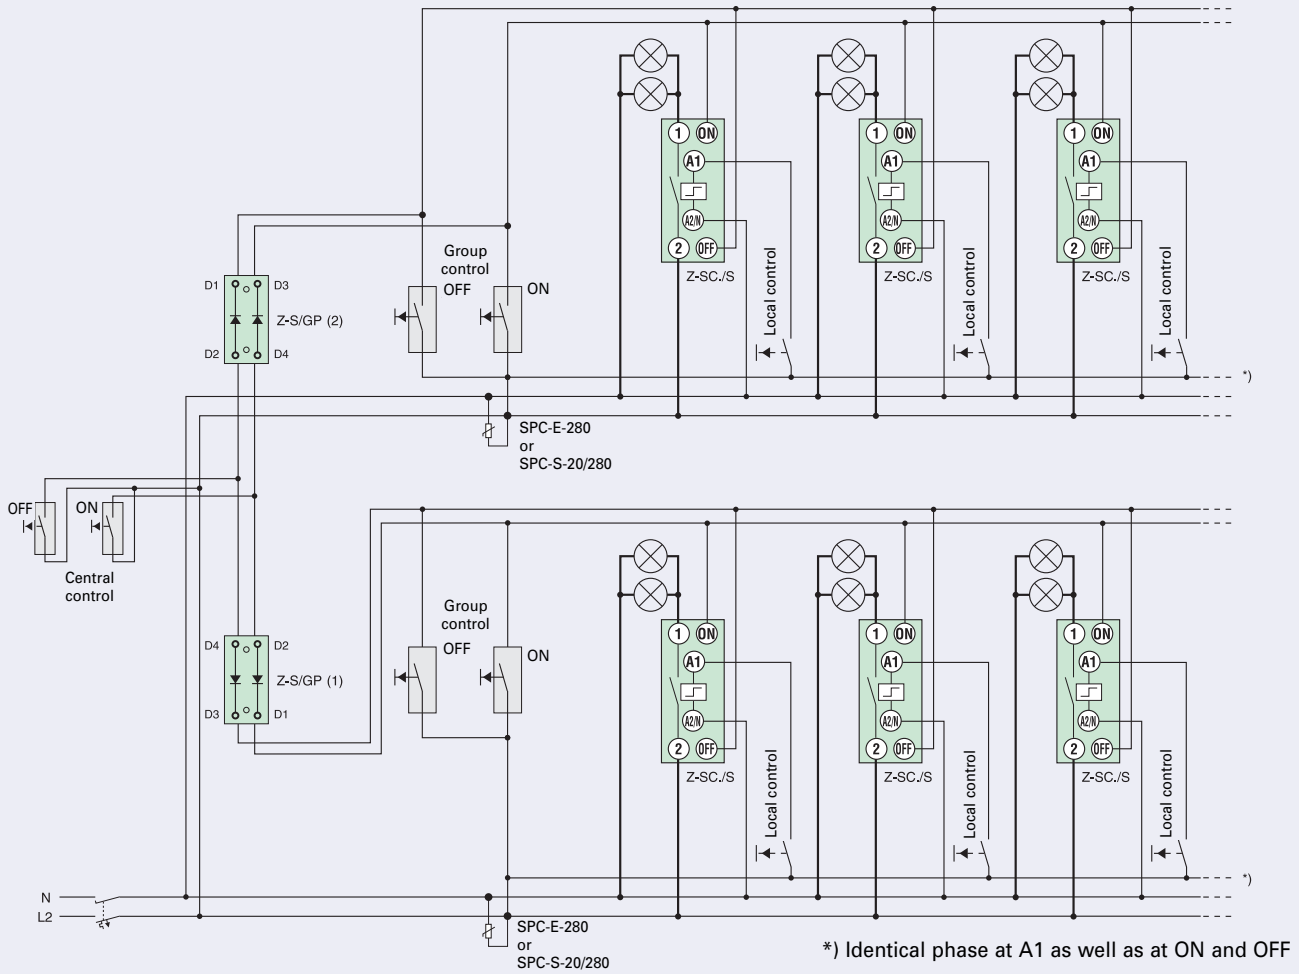 1 ON 1 ON 1 ON
A1 A1 A1
A2/N A2/N A2/N
2 OFF 2 OFF 2 OFF
Z-SC./S Z-SC./S Z-SC./S
Local control Local control Local control
Group
control
OFF ON
D1 D3
Z-S/GP (2)
D2 D4
*)
SPC-E-280
or
SPC-S-20/280
OFF ON
Central
control
1 ON 1 ON 1 ON
A1 A1 A1
A2/N A2/N A2/N
2 OFF 2 OFF 2 OFF
Z-SC./S Z-SC./S Z-SC./S
Local control Local control Local control
Group
control
OFF ON
D4 D2
Z-S/GP (1)
D3 D1
*)
N
L2
SPC-E-280
or
SPC-S-20/280
*) Identical phase at A1 as well as at ON and OFF